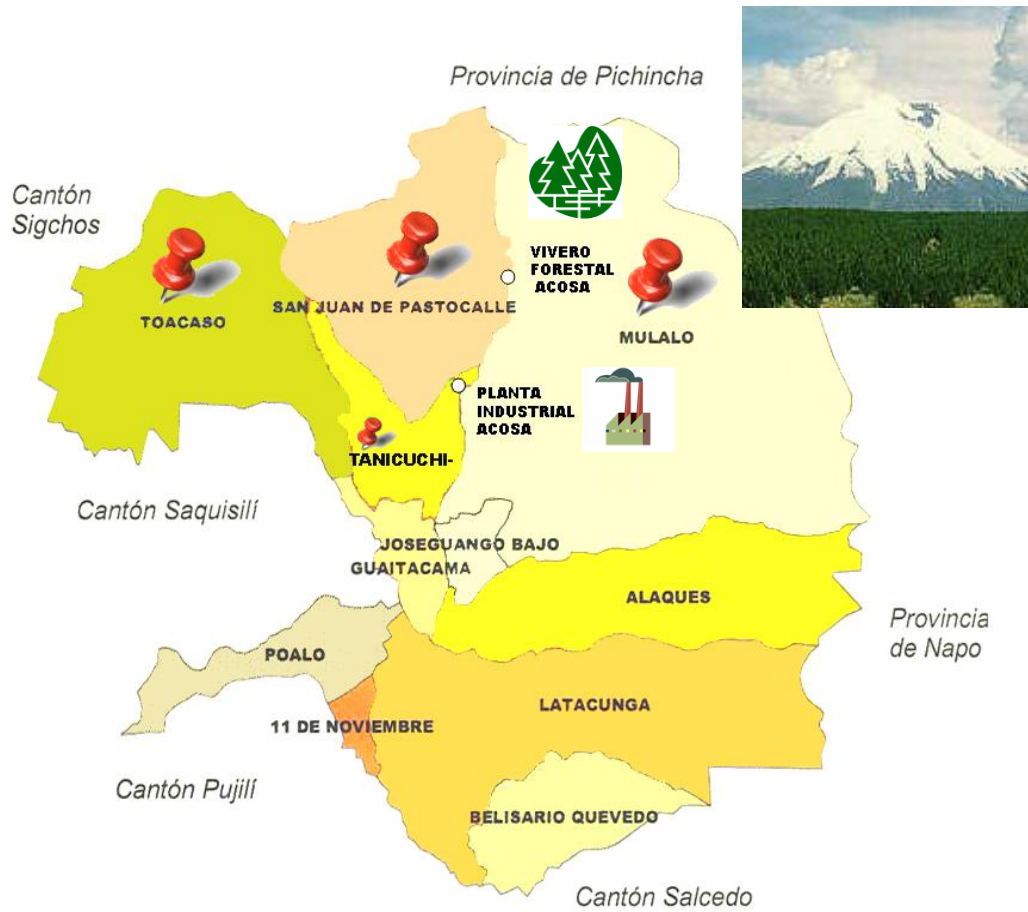 Provincia de Pichincha
Cantón
Sigchos
VIVERO
FORESTAL
ACOSA
SAN JUAN DE PASTOCALLE
TOACASO
MULALO
PLANTA
INDUSTRIAL
ACOSA
TANICUCHI-
Cantón Saquisilí
JOSEGUANGO BAJO
GUAITACAMA
ALAQUES
Provincia
de Napo
POALO
LATACUNGA
11 DE NOVIEMBRE
Cantón Pujilí
BELISARIO QUEVEDO
Cantón Salcedo